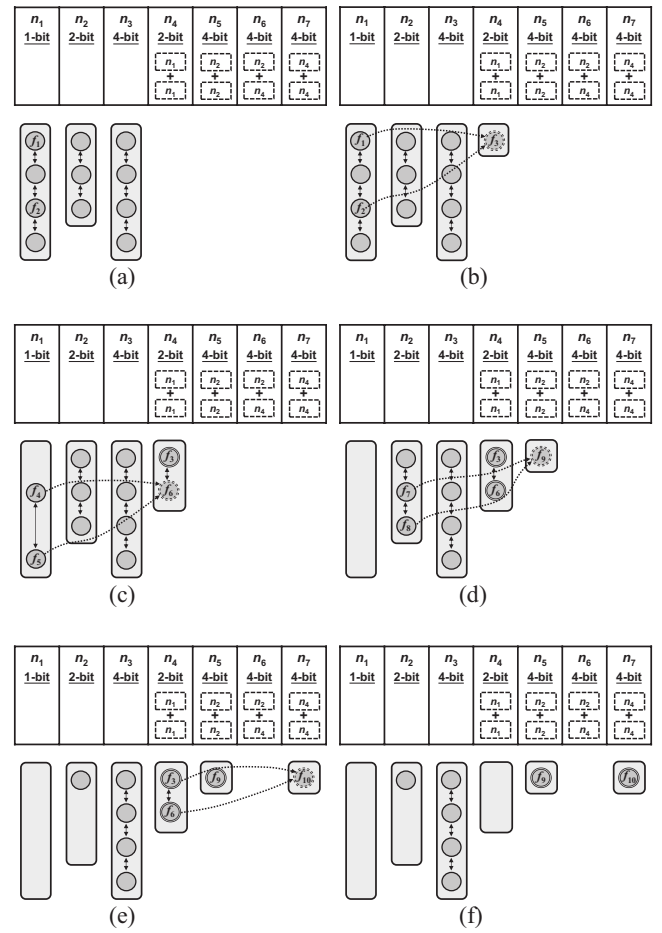 n₁ n₂ n₃ n₄ n₅ n₆ n₇
1-bit 2-bit 4-bit 2-bit 4-bit 4-bit 4-bit
n₁ n₂ n₂ n₄
+ + + +
n₁ n₂ n₄ n₄
f₁
f₂
(a)
n₁ n₂ n₃ n₄ n₅ n₆ n₇
1-bit 2-bit 4-bit 2-bit 4-bit 4-bit 4-bit
n₁ n₂ n₂ n₄
+ + + +
n₁ n₂ n₄ n₄
f₁ f₃
f₂
(b)
n₁ n₂ n₃ n₄ n₅ n₆ n₇
1-bit 2-bit 4-bit 2-bit 4-bit 4-bit 4-bit
n₁ n₂ n₂ n₄
+ + + +
n₁ n₂ n₄ n₄
f₃
f₄ f₆
f₅
(c)
n₁ n₂ n₃ n₄ n₅ n₆ n₇
1-bit 2-bit 4-bit 2-bit 4-bit 4-bit 4-bit
n₁ n₂ n₂ n₄
+ + + +
n₁ n₂ n₄ n₄
f₃ f₉
f₇ f₆
f₈
(d)
n₁ n₂ n₃ n₄ n₅ n₆ n₇
1-bit 2-bit 4-bit 2-bit 4-bit 4-bit 4-bit
n₁ n₂ n₂ n₄
+ + + +
n₁ n₂ n₄ n₄
f₃ f₉ f₁₀
f₆
(e)
n₁ n₂ n₃ n₄ n₅ n₆ n₇
1-bit 2-bit 4-bit 2-bit 4-bit 4-bit 4-bit
n₁ n₂ n₂ n₄
+ + + +
n₁ n₂ n₄ n₄
f₉ f₁₀
(f)